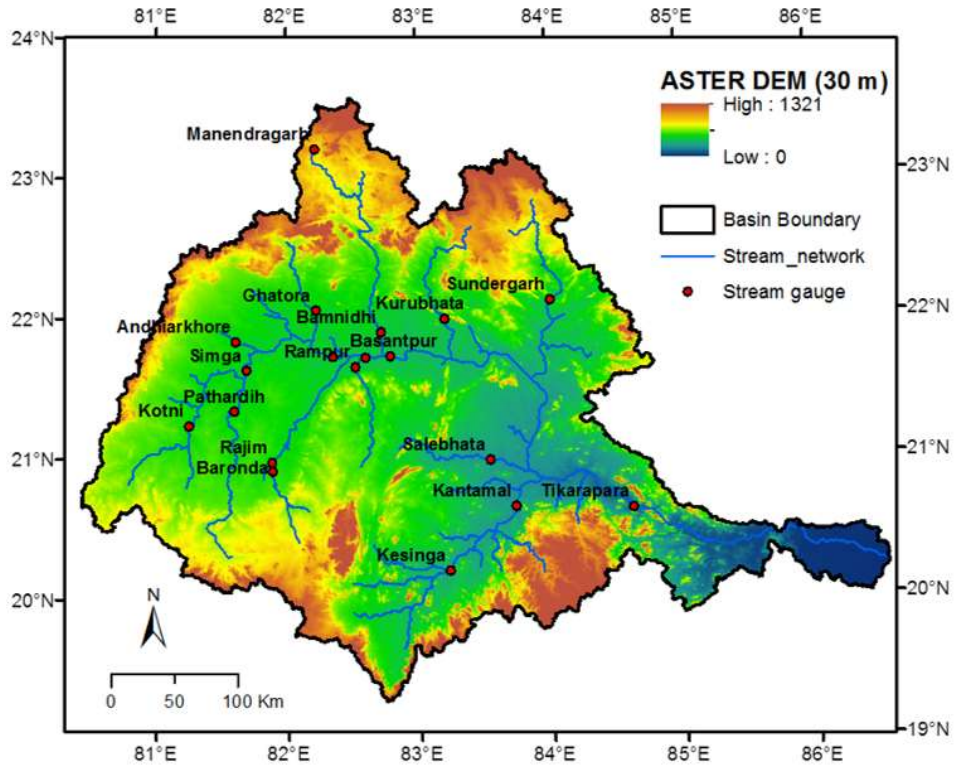 81°E 82°E 83°E 84°E 85°E 86°E
24°N
ASTER DEM (30 m)
High : 1321
Low : 0
Manendragarh
23°N 23°N
Basin Boundary
Stream_network
Stream gauge
Sundergarh
Ghatora
Kurubhata
Bamnidhi
22°N 22°N
Andhiarkhore
Basantpur
Simga
Rampur
Pathardih
Kotni
Rajim
Salebhata
21°N 21°N
Baronda
Kantamal
Tikarapara
Kesinga
20°N 20°N
N
0 50 100 Km
19°N
81°E 82°E 83°E 84°E 85°E 86°E